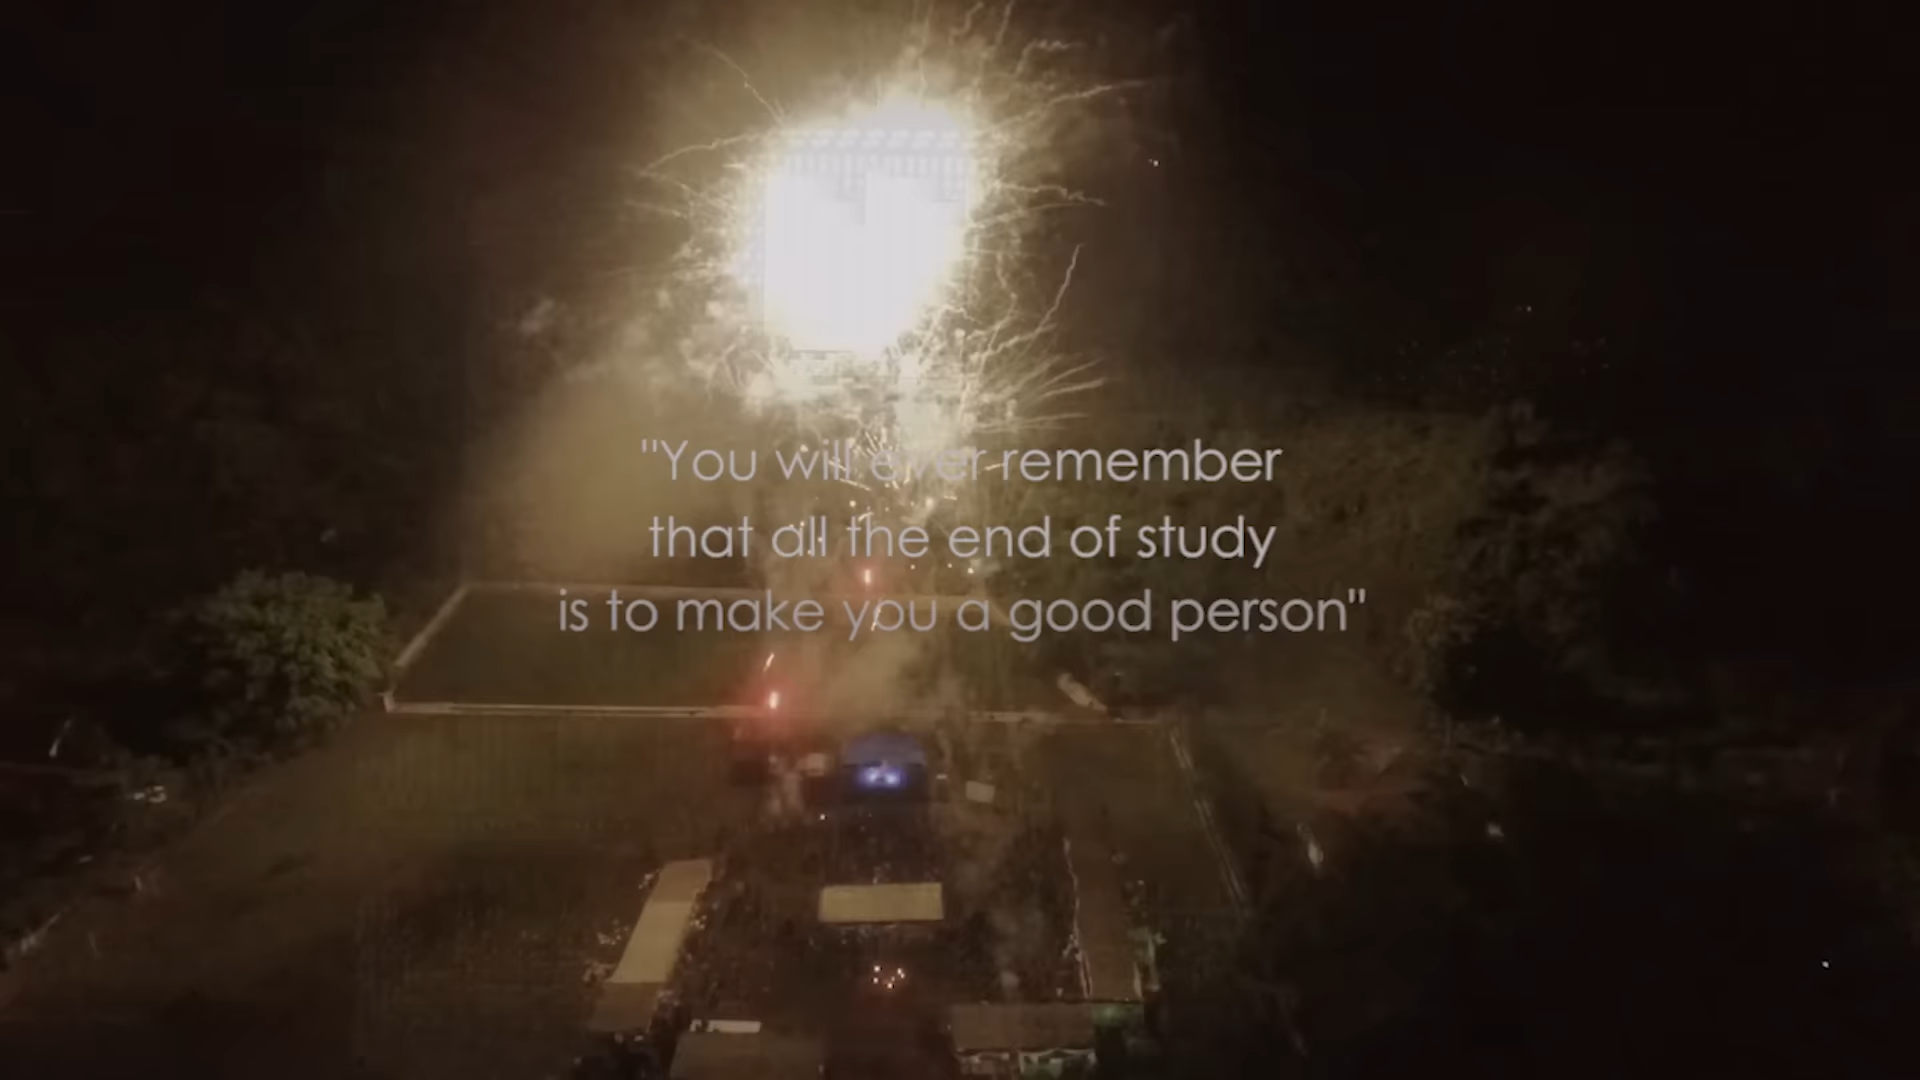 "You will ever remember
that all the end of study
is to make you a good person"